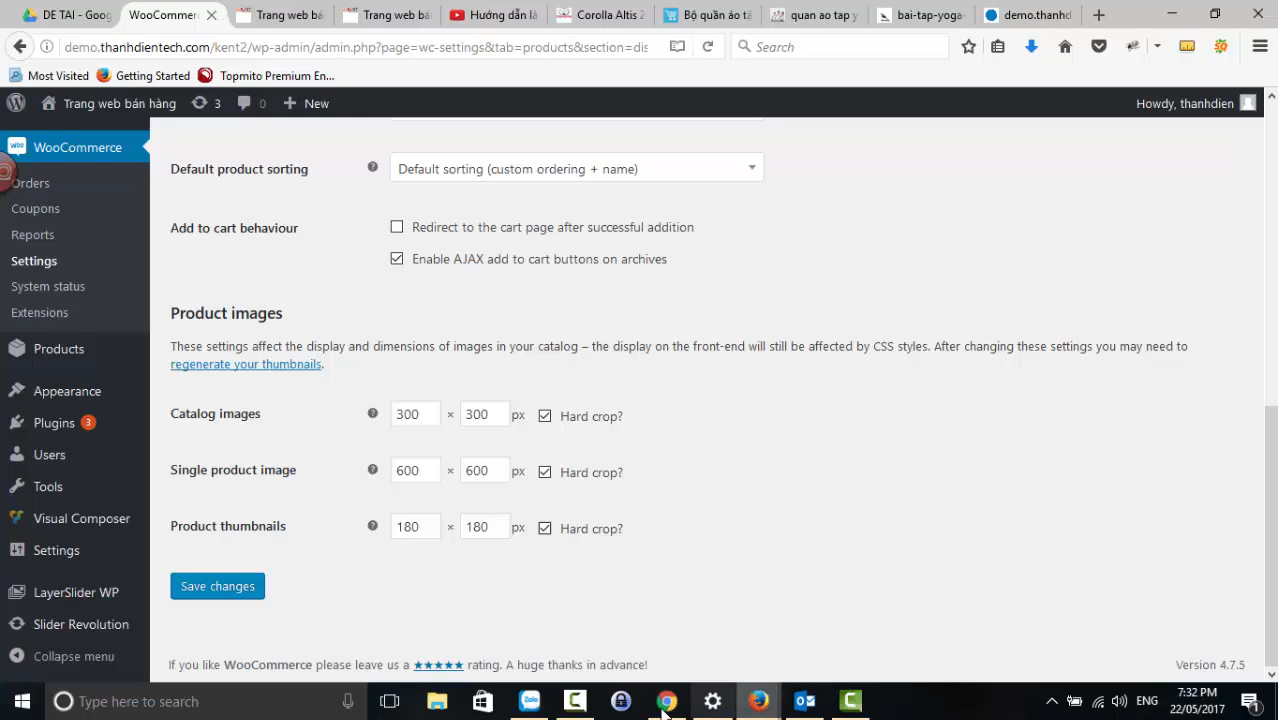 DE TAI - Goog
WooCommerc
Trang web bá
Trang web bá
Hướng dẫn là
Corolla Altis 2
Bộ quần áo tậ
quan ao tap y
bai-tap-yoga-
demo.thanhd
demo.thanhdientech.com/kent2/wp-admin/admin.php?page=wc-settings&tab=products&section=dis
Search
Most Visited
Getting Started
Topmito Premium En...
Trang web bán hàng
3
0
New
Howdy, thanhdien
WooCommerce
Orders
Coupons
Reports
Settings
System status
Extensions
Products
Appearance
Plugins 3
Users
Tools
Visual Composer
Settings
LayerSlider WP
Slider Revolution
Collapse menu
Default product sorting
Default sorting (custom ordering + name)
Add to cart behaviour
Redirect to the cart page after successful addition
Enable AJAX add to cart buttons on archives
Product images
These settings affect the display and dimensions of images in your catalog – the display on the front-end will still be affected by CSS styles. After changing these settings you may need to
regenerate your thumbnails.
Catalog images 300 × 300 px Hard crop?
Single product image 600 × 600 px Hard crop?
Product thumbnails 180 × 180 px Hard crop?
Save changes
If you like WooCommerce please leave us a ★★★★★ rating. A huge thanks in advance!
Version 4.7.5
Type here to search
Zalo
ENG
7:32 PM
22/05/2017